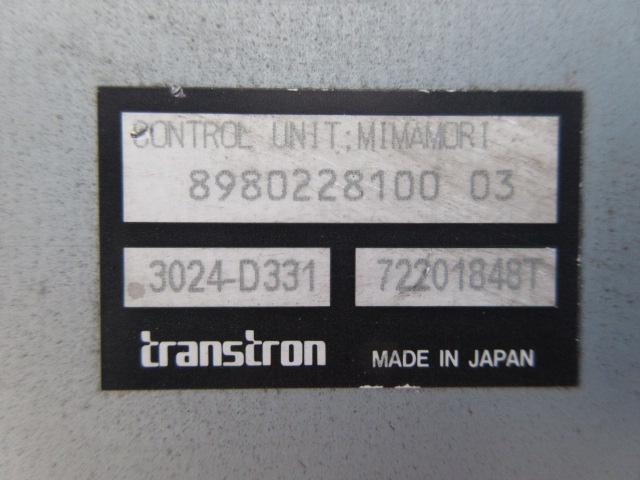 CONTROL UNIT;MIMAMORI
8980228100 03
3024-D331 72201848T
transtron MADE IN JAPAN